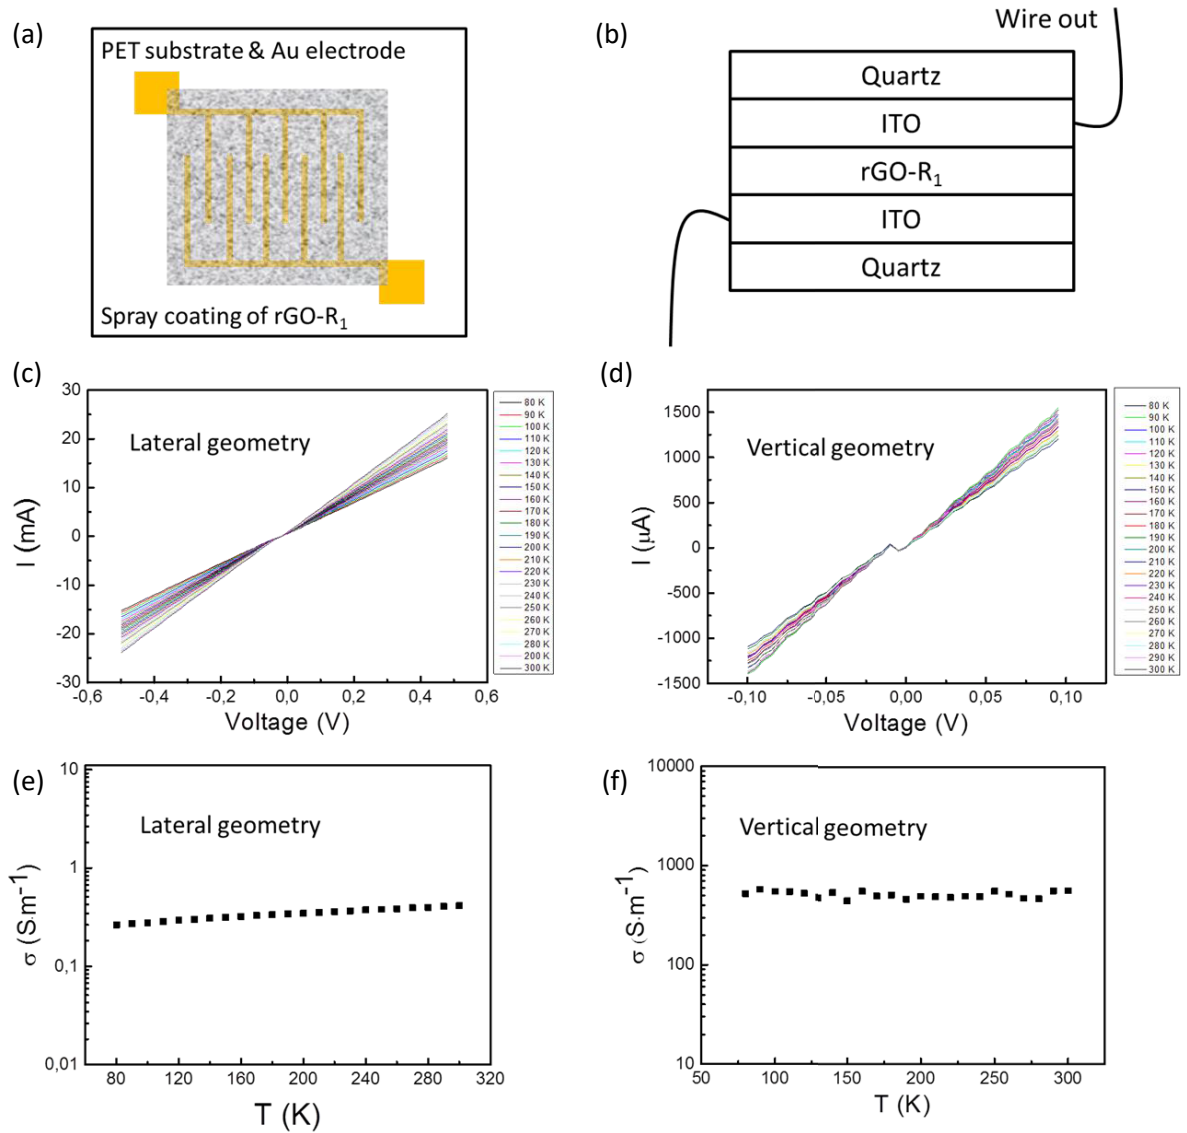 (a)
PET substrate & Au electrode
Spray coating of rGO-R1
(b)
Wire out
Quartz
ITO
rGO-R1
ITO
Quartz
(c)
30
20
10
0
-10
-20
-30
I (mA)
Lateral geometry
-0,6
-0,4
-0,2
0,0
0,2
0,4
0,6
Voltage (V)
80 K
90 K
100 K
110 K
120 K
130 K
140 K
150 K
160 K
170 K
180 K
190 K
200 K
210 K
220 K
230 K
240 K
250 K
260 K
270 K
280 K
200 K
300 K
(d)
1500
1000
500
0
-500
-1000
-1500
I (μA)
Vertical geometry
-0,10
-0,05
0,00
0,05
0,10
Voltage (V)
80 K
90 K
100 K
110 K
120 K
130 K
140 K
150 K
160 K
170 K
180 K
190 K
200 K
210 K
220 K
230 K
240 K
250 K
260 K
270 K
280 K
290 K
300 K
(e)
10
1
0,1
0,01
σ (S·m⁻¹)
Lateral geometry
80
120
160
200
240
280
320
T (K)
(f)
10000
1000
100
10
σ (S·m⁻¹)
Vertical geometry
50
100
150
200
250
300
T (K)